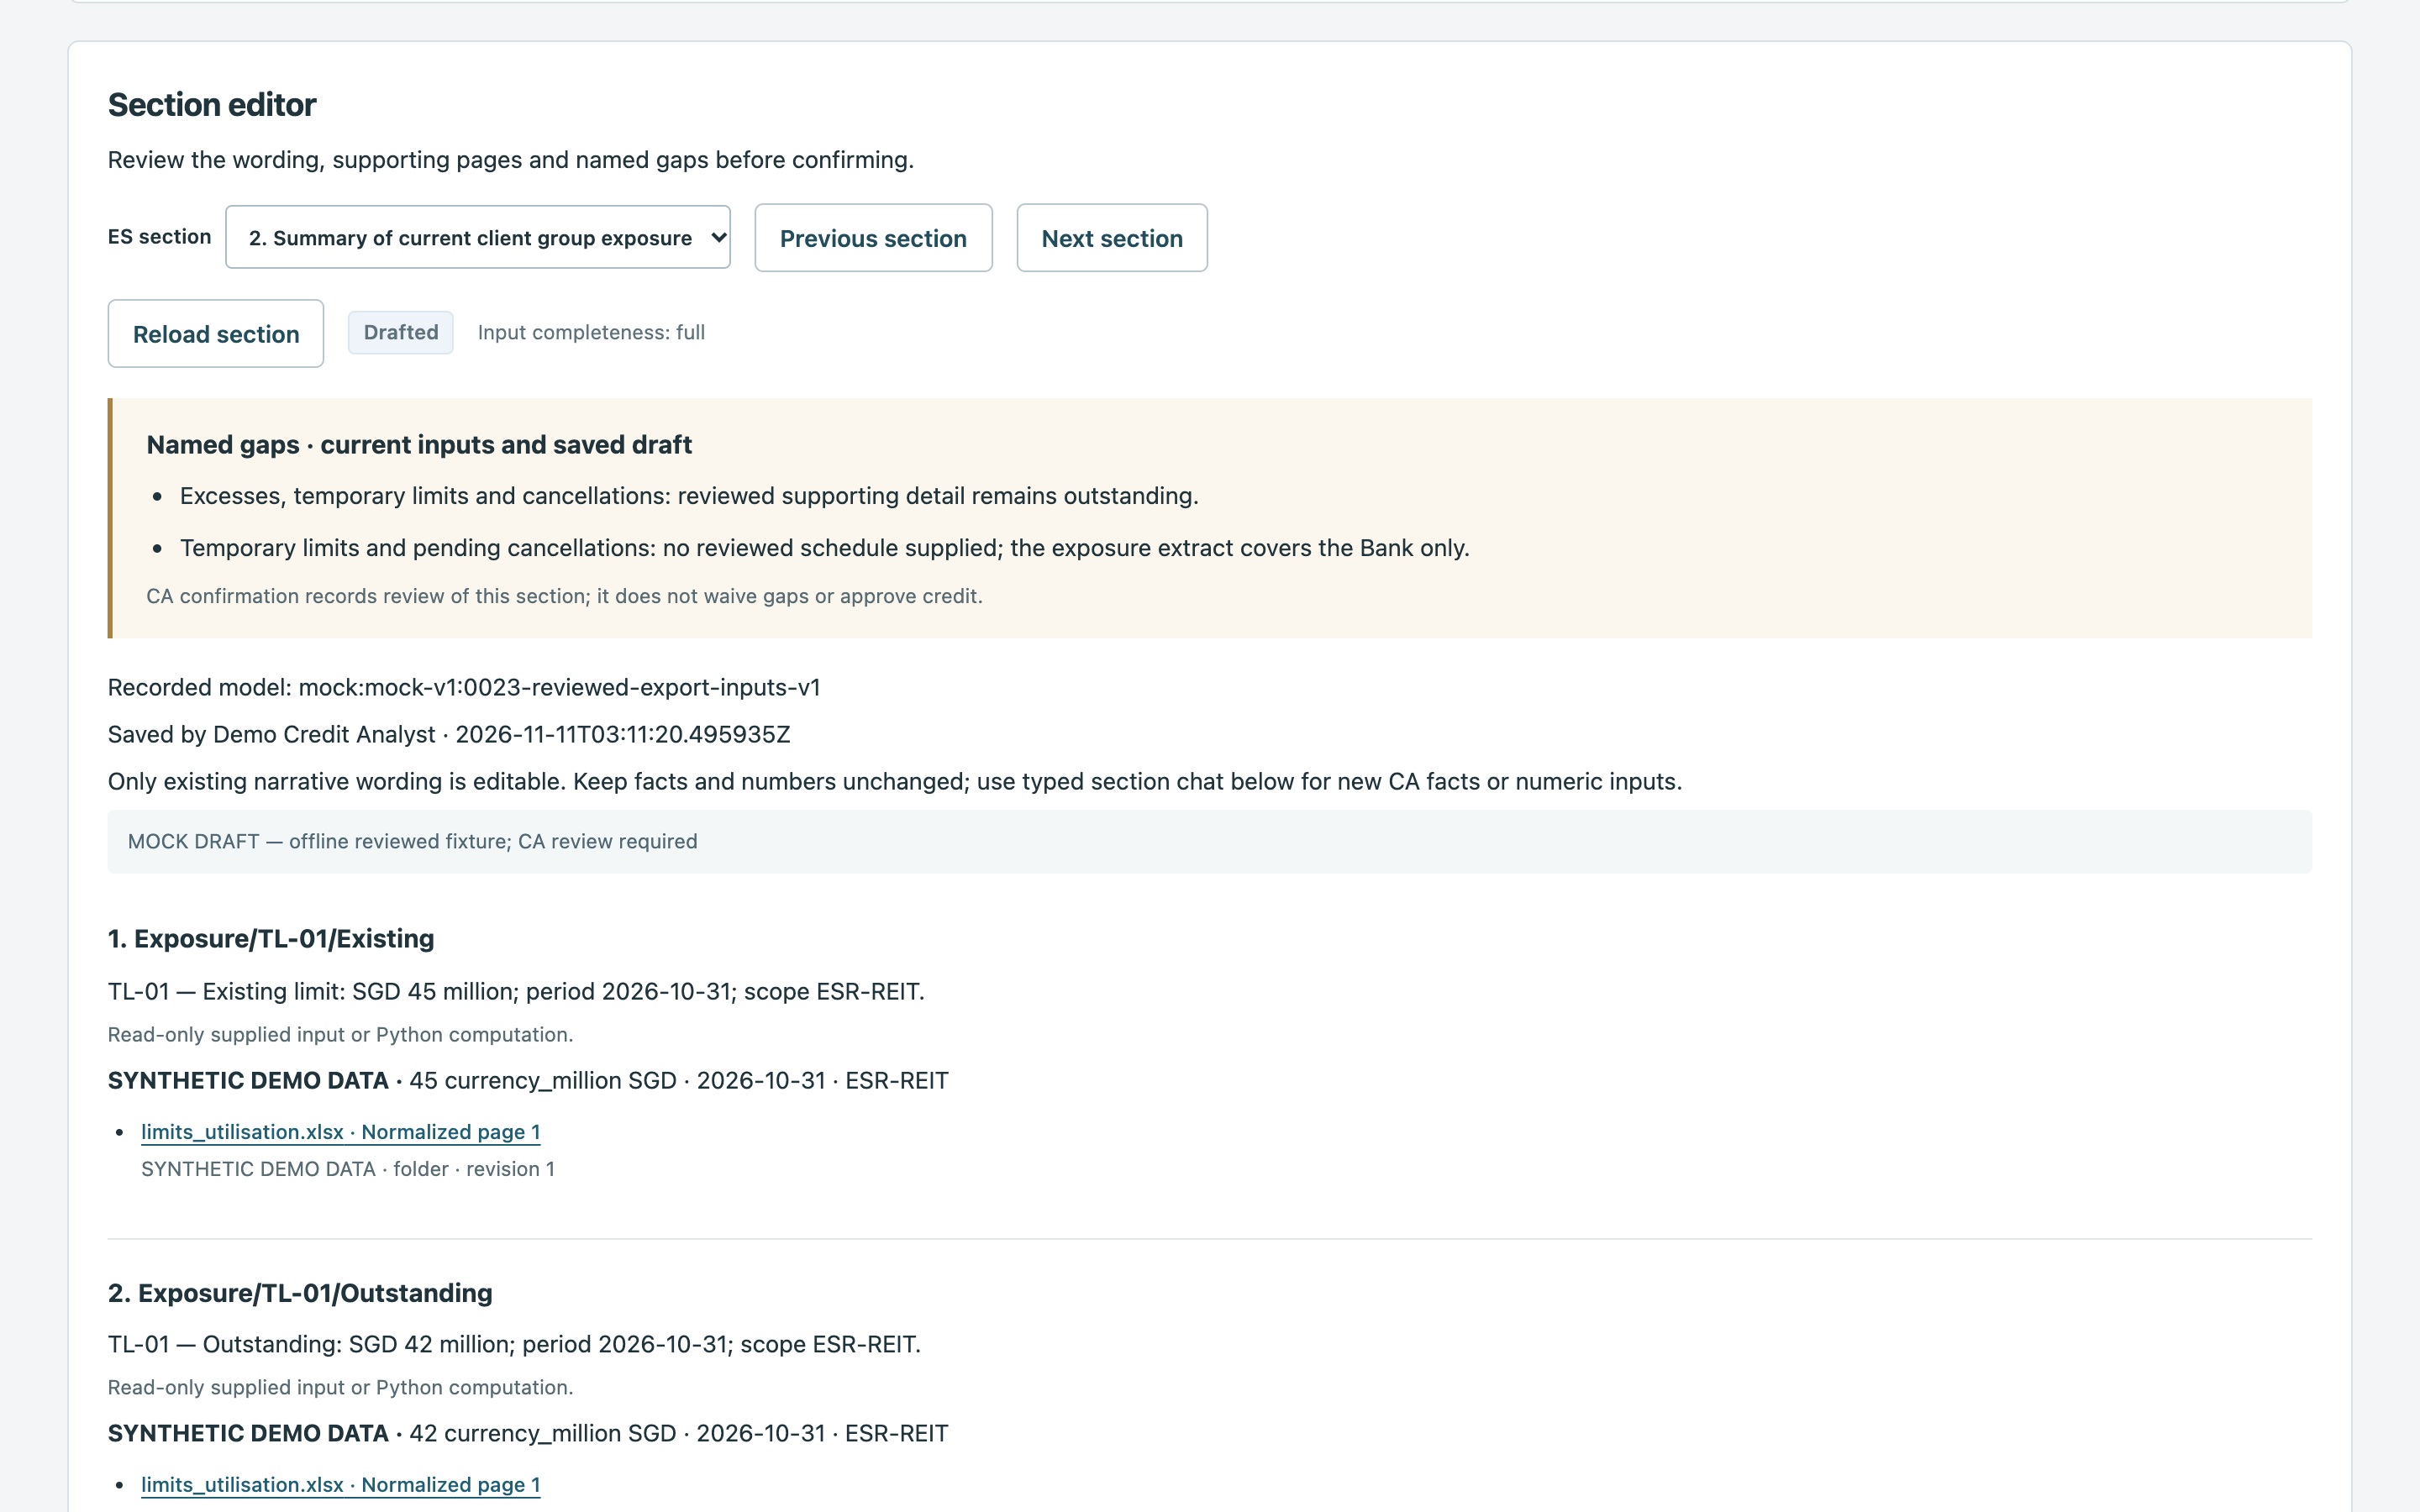 Section editor
Review the wording, supporting pages and named gaps before confirming.
ES section 2. Summary of current client group exposure Previous section Next section
Reload section Drafted Input completeness: full
Named gaps · current inputs and saved draft
• Excesses, temporary limits and cancellations: reviewed supporting detail remains outstanding.
• Temporary limits and pending cancellations: no reviewed schedule supplied; the exposure extract covers the Bank only.
CA confirmation records review of this section; it does not waive gaps or approve credit.
Recorded model: mock:mock-v1:0023-reviewed-export-inputs-v1
Saved by Demo Credit Analyst · 2026-11-11T03:11:20.495935Z
Only existing narrative wording is editable. Keep facts and numbers unchanged; use typed section chat below for new CA facts or numeric inputs.
MOCK DRAFT — offline reviewed fixture; CA review required
1. Exposure/TL-01/Existing
TL-01 — Existing limit: SGD 45 million; period 2026-10-31; scope ESR-REIT.
Read-only supplied input or Python computation.
SYNTHETIC DEMO DATA · 45 currency_million SGD · 2026-10-31 · ESR-REIT
• limits_utilisation.xlsx · Normalized page 1
SYNTHETIC DEMO DATA · folder · revision 1
2. Exposure/TL-01/Outstanding
TL-01 — Outstanding: SGD 42 million; period 2026-10-31; scope ESR-REIT.
Read-only supplied input or Python computation.
SYNTHETIC DEMO DATA · 42 currency_million SGD · 2026-10-31 · ESR-REIT
• limits_utilisation.xlsx · Normalized page 1